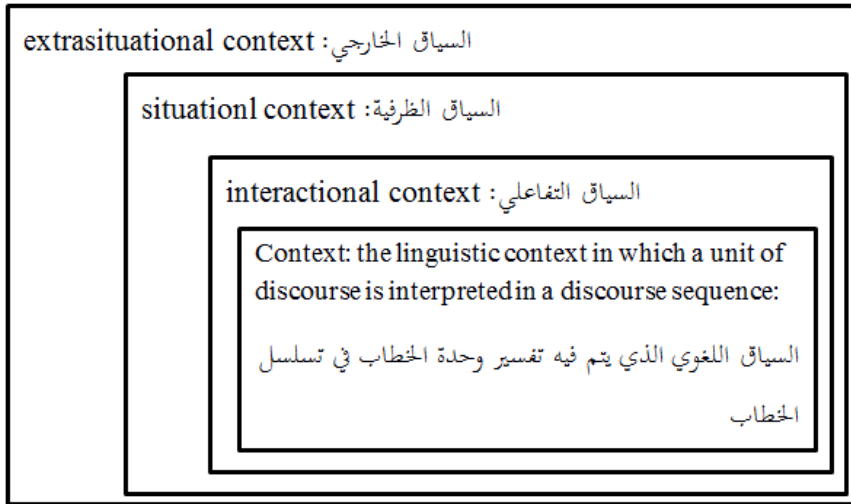 extrasituational context :السياق الخارجي
situationl context :السياق الظرفية
interactional context :السياق التفاعلي
Context: the linguistic context in which a unit of
discourse is interpreted in a discourse sequence:
السياق اللغوي الذي يتم فيه تفسير وحدة الخطاب في تسلسل
الخطاب